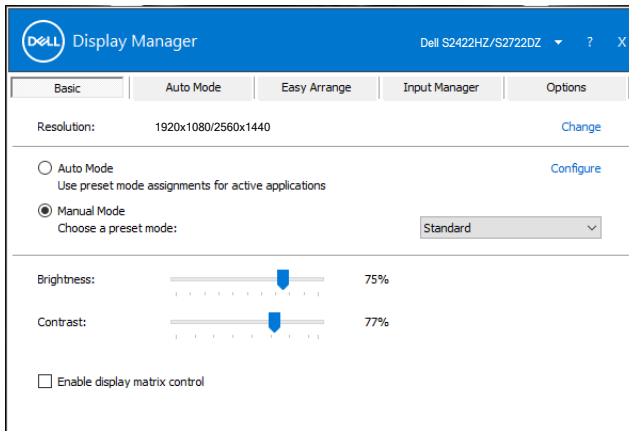 DELL Display Manager
Dell S2422HZ/S2722DZ ? X
Basic Auto Mode Easy Arrange Input Manager Options
Resolution: 1920x1080/2560x1440 Change
Auto Mode Configure
Use preset mode assignments for active applications
Manual Mode
Choose a preset mode: Standard
Brightness: 75%
Contrast: 77%
Enable display matrix control